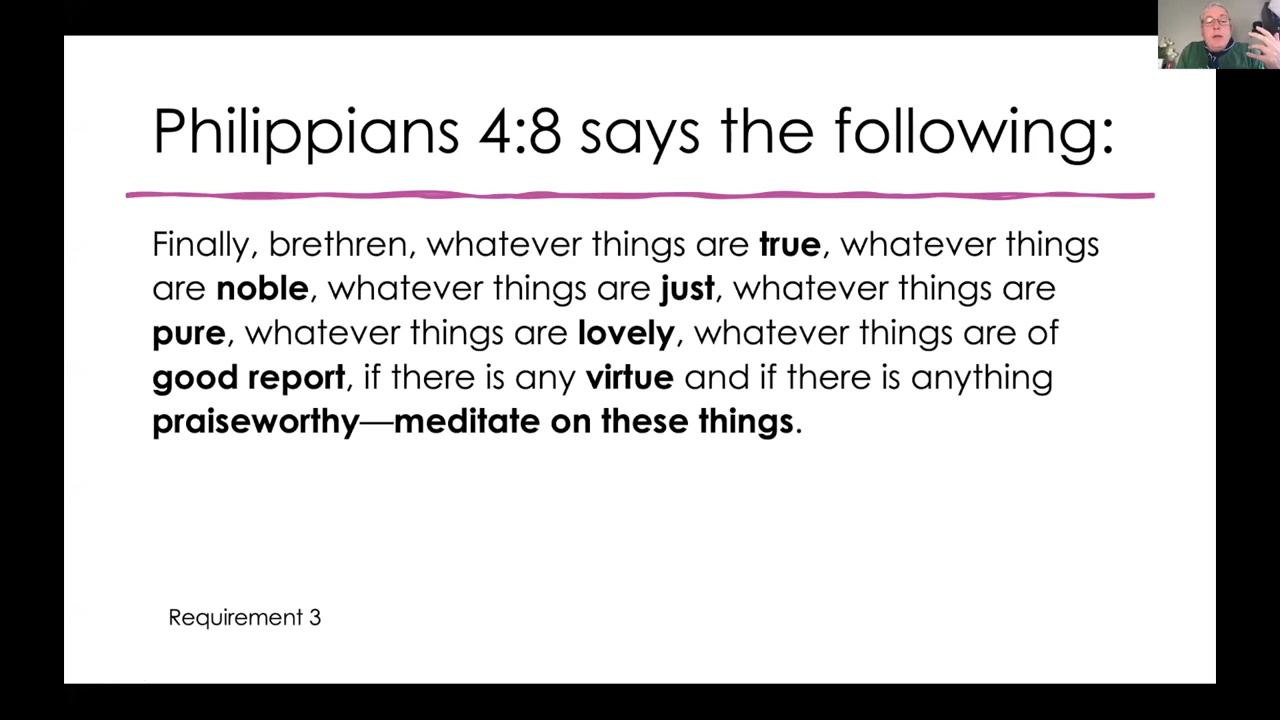 Philippians 4:8 says the following:
Finally, brethren, whatever things are true, whatever things
are noble, whatever things are just, whatever things are
pure, whatever things are lovely, whatever things are of
good report, if there is any virtue and if there is anything
praiseworthy—meditate on these things.
Requirement 3